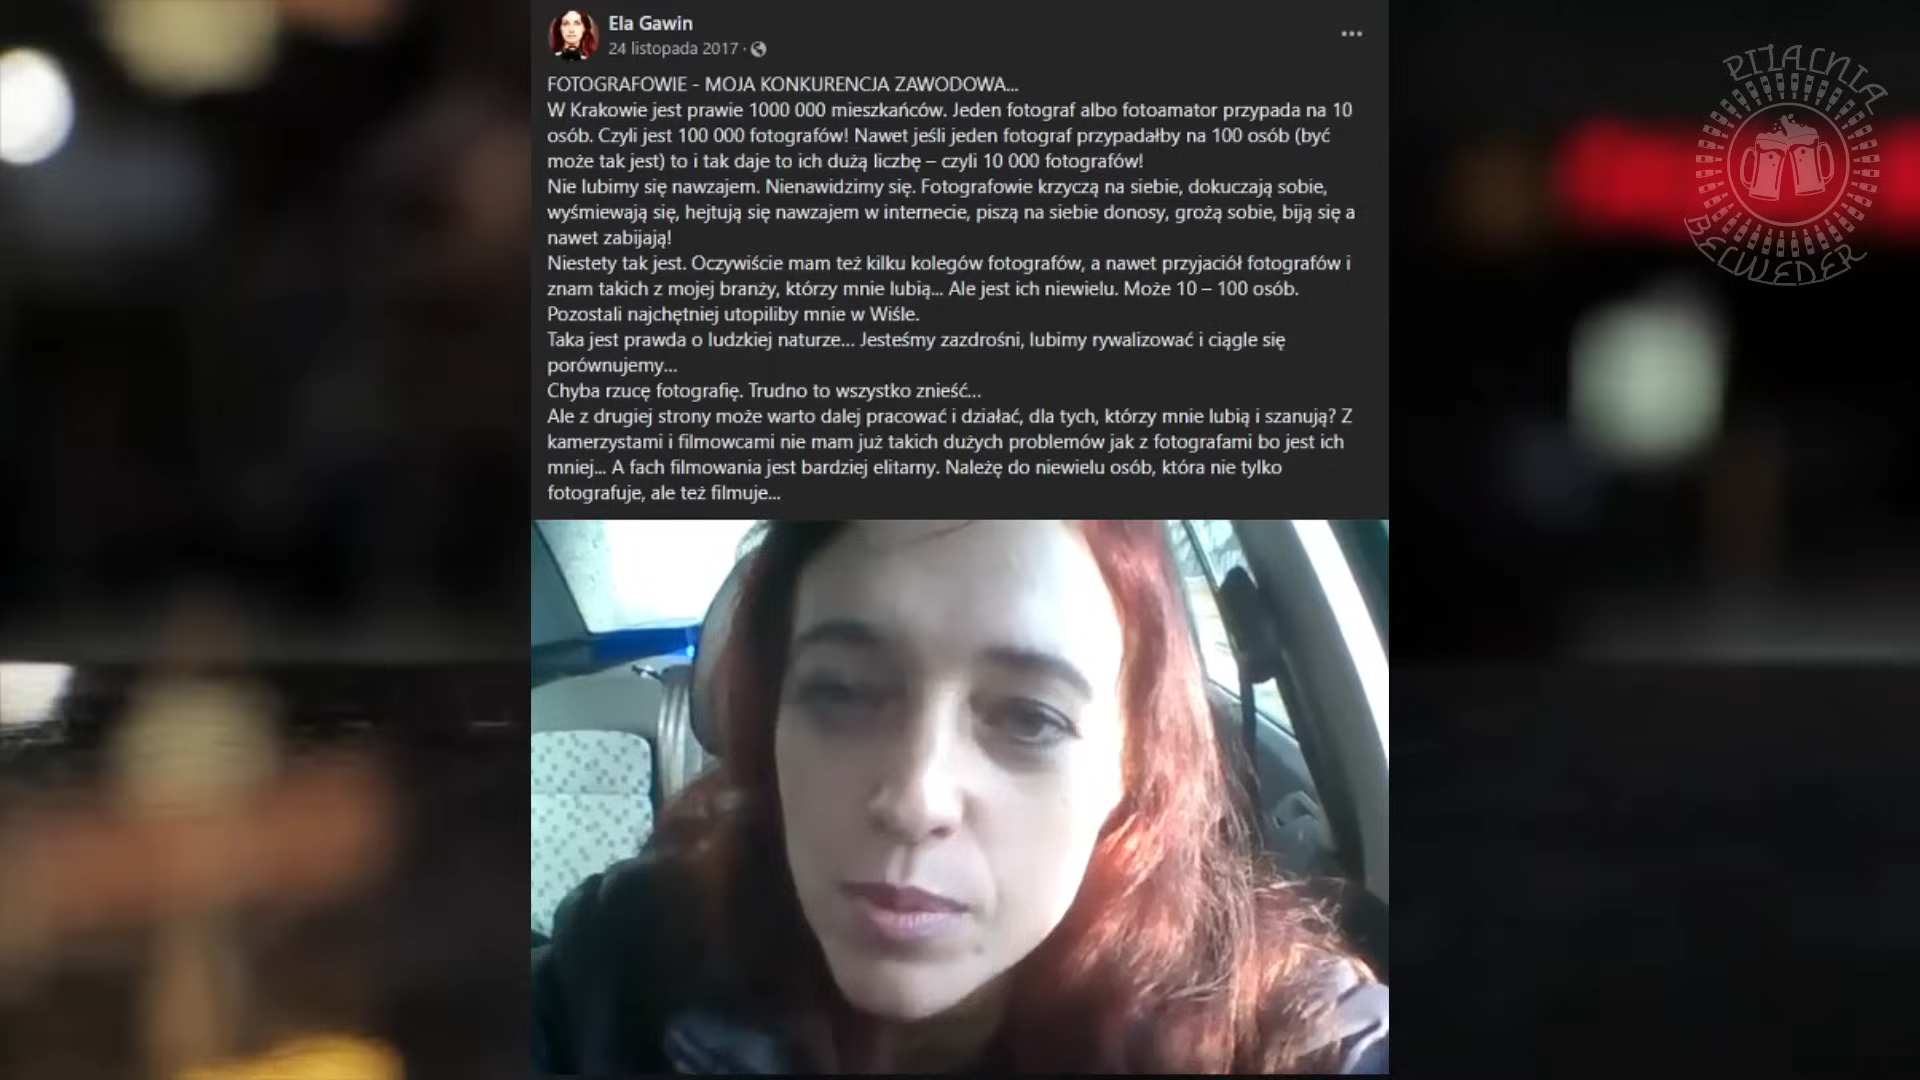 Ela Gawin
24 listopada 2017 ·
FOTOGRAFOWIE - MOJA KONKURENCJA ZAWODOWA...
W Krakowie jest prawie 1000 000 mieszkańców. Jeden fotograf albo fotoamator przypada na 10
osób. Czyli jest 100 000 fotografów! Nawet jeśli jeden fotograf przypadałby na 100 osób (być
może tak jest) to i tak daje to ich dużą liczbę – czyli 10 000 fotografów!
Nie lubimy się nawzajem. Nienawidzimy się. Fotografowie krzyczą na siebie, dokuczają sobie,
wyśmiewają się, hejtują się nawzajem w internecie, piszą na siebie donosy, grożą sobie, biją się a
nawet zabijają!
Niestety tak jest. Oczywiście mam też kilku kolegów fotografów, a nawet przyjaciół fotografów i
znam takich z mojej branży, którzy mnie lubią... Ale jest ich niewielu. Może 10 – 100 osób.
Pozostali najchętniej utopiliby mnie w Wiśle.
Taka jest prawda o ludzkiej naturze... Jesteśmy zazdrośni, lubimy rywalizować i ciągle się
porównujemy...
Chyba rzucę fotografię. Trudno to wszystko znieść...
Ale z drugiej strony może warto dalej pracować i działać, dla tych, którzy mnie lubią i szanują? Z
kamerzystami i filmowcami nie mam już takich dużych problemów jak z fotografami bo jest ich
mniej... A fach filmowania jest bardziej elitarny. Należę do niewielu osób, która nie tylko
fotografuje, ale też filmuje...
PIJALNIA
BELWEDER